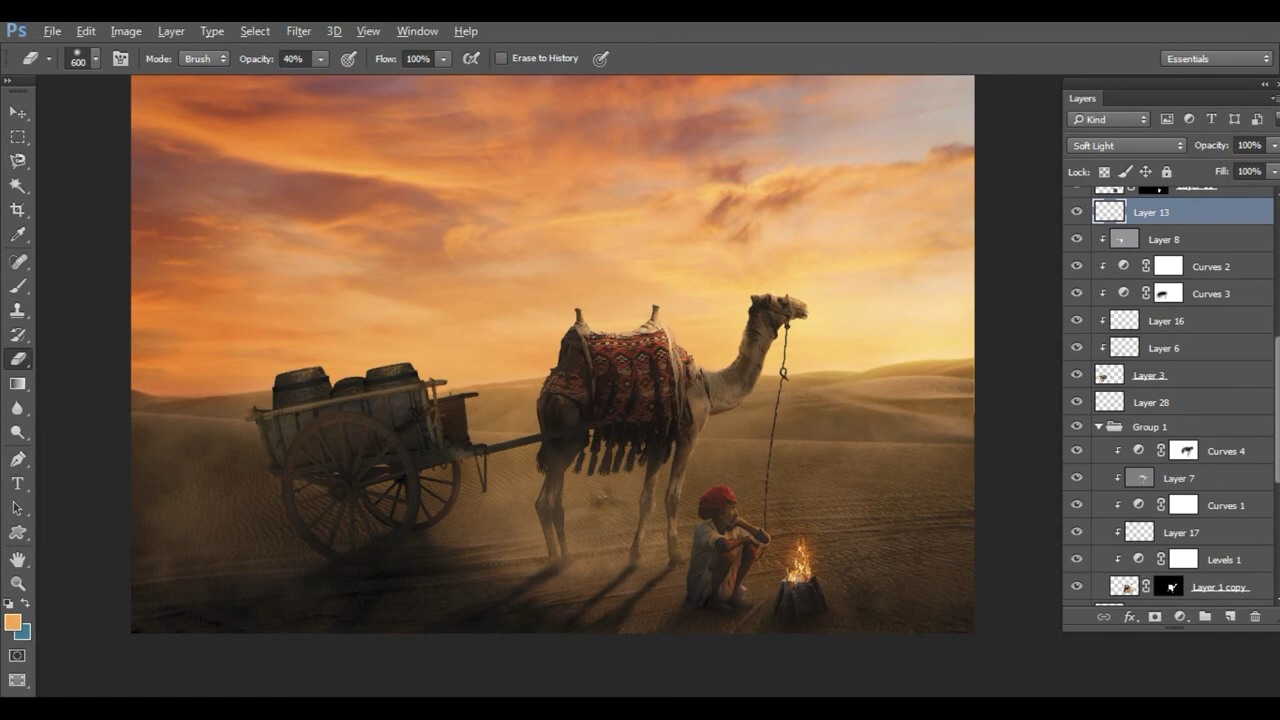 Ps File Edit Image Layer Type Select Filter 3D View Window Help
600 Mode: Brush Opacity: 40% Flow: 100% Erase to History Essentials
Layers
Kind
Soft Light Opacity: 100%
Lock: Fill: 100%
Layer 13
Layer 8
Curves 2
Curves 3
Layer 16
Layer 6
Layer 3
Layer 28
Group 1
Curves 4
Layer 7
Curves 1
Layer 17
Levels 1
Layer 1 copy